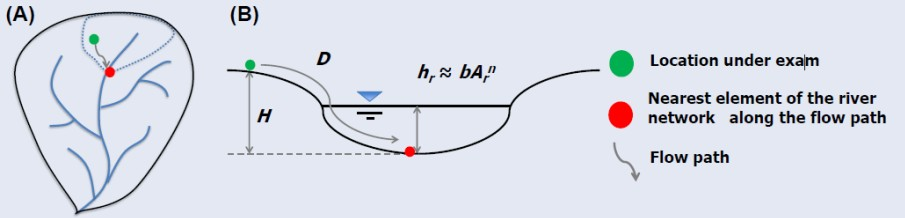 (A)
(B)
D
hᵣ ≈ bAᵣⁿ
H
Location under exam
Nearest element of the river
network along the flow path
Flow path